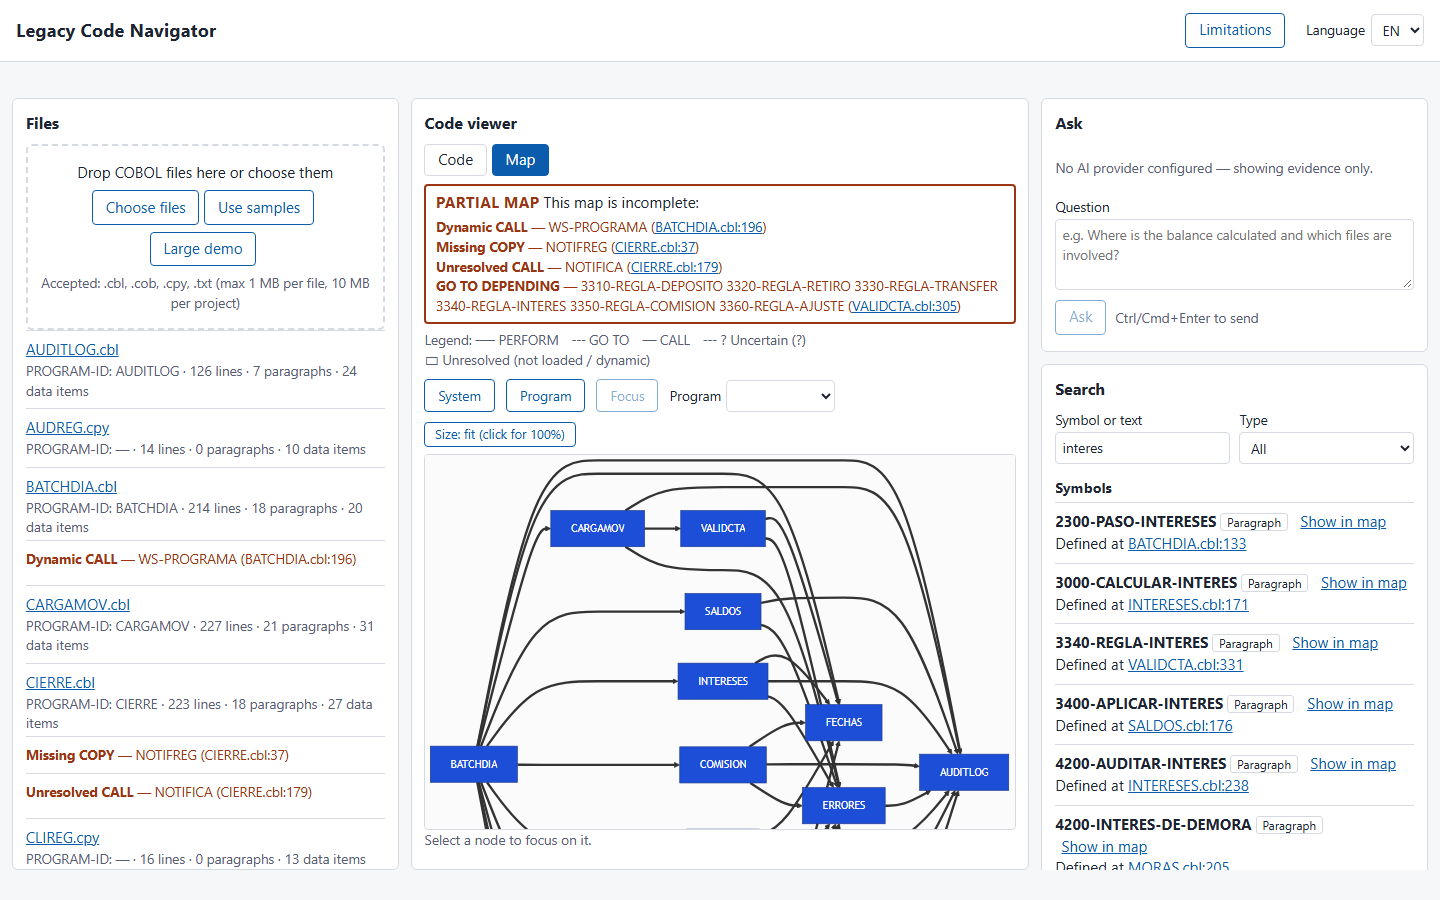 Legacy Code Navigator
Limitations
Language
EN
Files
Drop COBOL files here or choose them
Choose files
Use samples
Large demo
Accepted: .cbl, .cob, .cpy, .txt (max 1 MB per file, 10 MB
per project)
AUDITLOG.cbl
PROGRAM-ID: AUDITLOG · 126 lines · 7 paragraphs · 24
data items
AUDREG.cpy
PROGRAM-ID: — · 14 lines · 0 paragraphs · 10 data items
BATCHDIA.cbl
PROGRAM-ID: BATCHDIA · 214 lines · 18 paragraphs · 20
data items
Dynamic CALL — WS-PROGRAMA (BATCHDIA.cbl:196)
CARGAMOV.cbl
PROGRAM-ID: CARGAMOV · 227 lines · 21 paragraphs · 31
data items
CIERRE.cbl
PROGRAM-ID: CIERRE · 223 lines · 18 paragraphs · 27 data
items
Missing COPY — NOTIFREG (CIERRE.cbl:37)
Unresolved CALL — NOTIFICA (CIERRE.cbl:179)
CLIREG.cpy
PROGRAM-ID: — · 16 lines · 0 paragraphs · 13 data items
Code viewer
Code
Map
PARTIAL MAP This map is incomplete:
Dynamic CALL — WS-PROGRAMA (BATCHDIA.cbl:196)
Missing COPY — NOTIFREG (CIERRE.cbl:37)
Unresolved CALL — NOTIFICA (CIERRE.cbl:179)
GO TO DEPENDING — 3310-REGLA-DEPOSITO 3320-REGLA-RETIRO 3330-REGLA-TRANSFER
3340-REGLA-INTERES 3350-REGLA-COMISION 3360-REGLA-AJUSTE (VALIDCTA.cbl:305)
Legend: —— PERFORM --- GO TO — CALL --- ? Uncertain (?)
☐ Unresolved (not loaded / dynamic)
System
Program
Focus
Program
Size: fit (click for 100%)
CARGAMOV
VALIDCTA
SALDOS
INTERESES
FECHAS
BATCHDIA
COMISION
AUDITLOG
ERRORES
Select a node to focus on it.
Ask
No AI provider configured — showing evidence only.
Question
e.g. Where is the balance calculated and which files are
involved?
Ask
Ctrl/Cmd+Enter to send
Search
Symbol or text
Type
interes
All
Symbols
2300-PASO-INTERESES Paragraph Show in map
Defined at BATCHDIA.cbl:133
3000-CALCULAR-INTERES Paragraph Show in map
Defined at INTERESES.cbl:171
3340-REGLA-INTERES Paragraph Show in map
Defined at VALIDCTA.cbl:331
3400-APLICAR-INTERES Paragraph Show in map
Defined at SALDOS.cbl:176
4200-AUDITAR-INTERES Paragraph Show in map
Defined at INTERESES.cbl:238
4200-INTERES-DE-DEMORA Paragraph
Show in map
Defined at MORAS.cbl:205